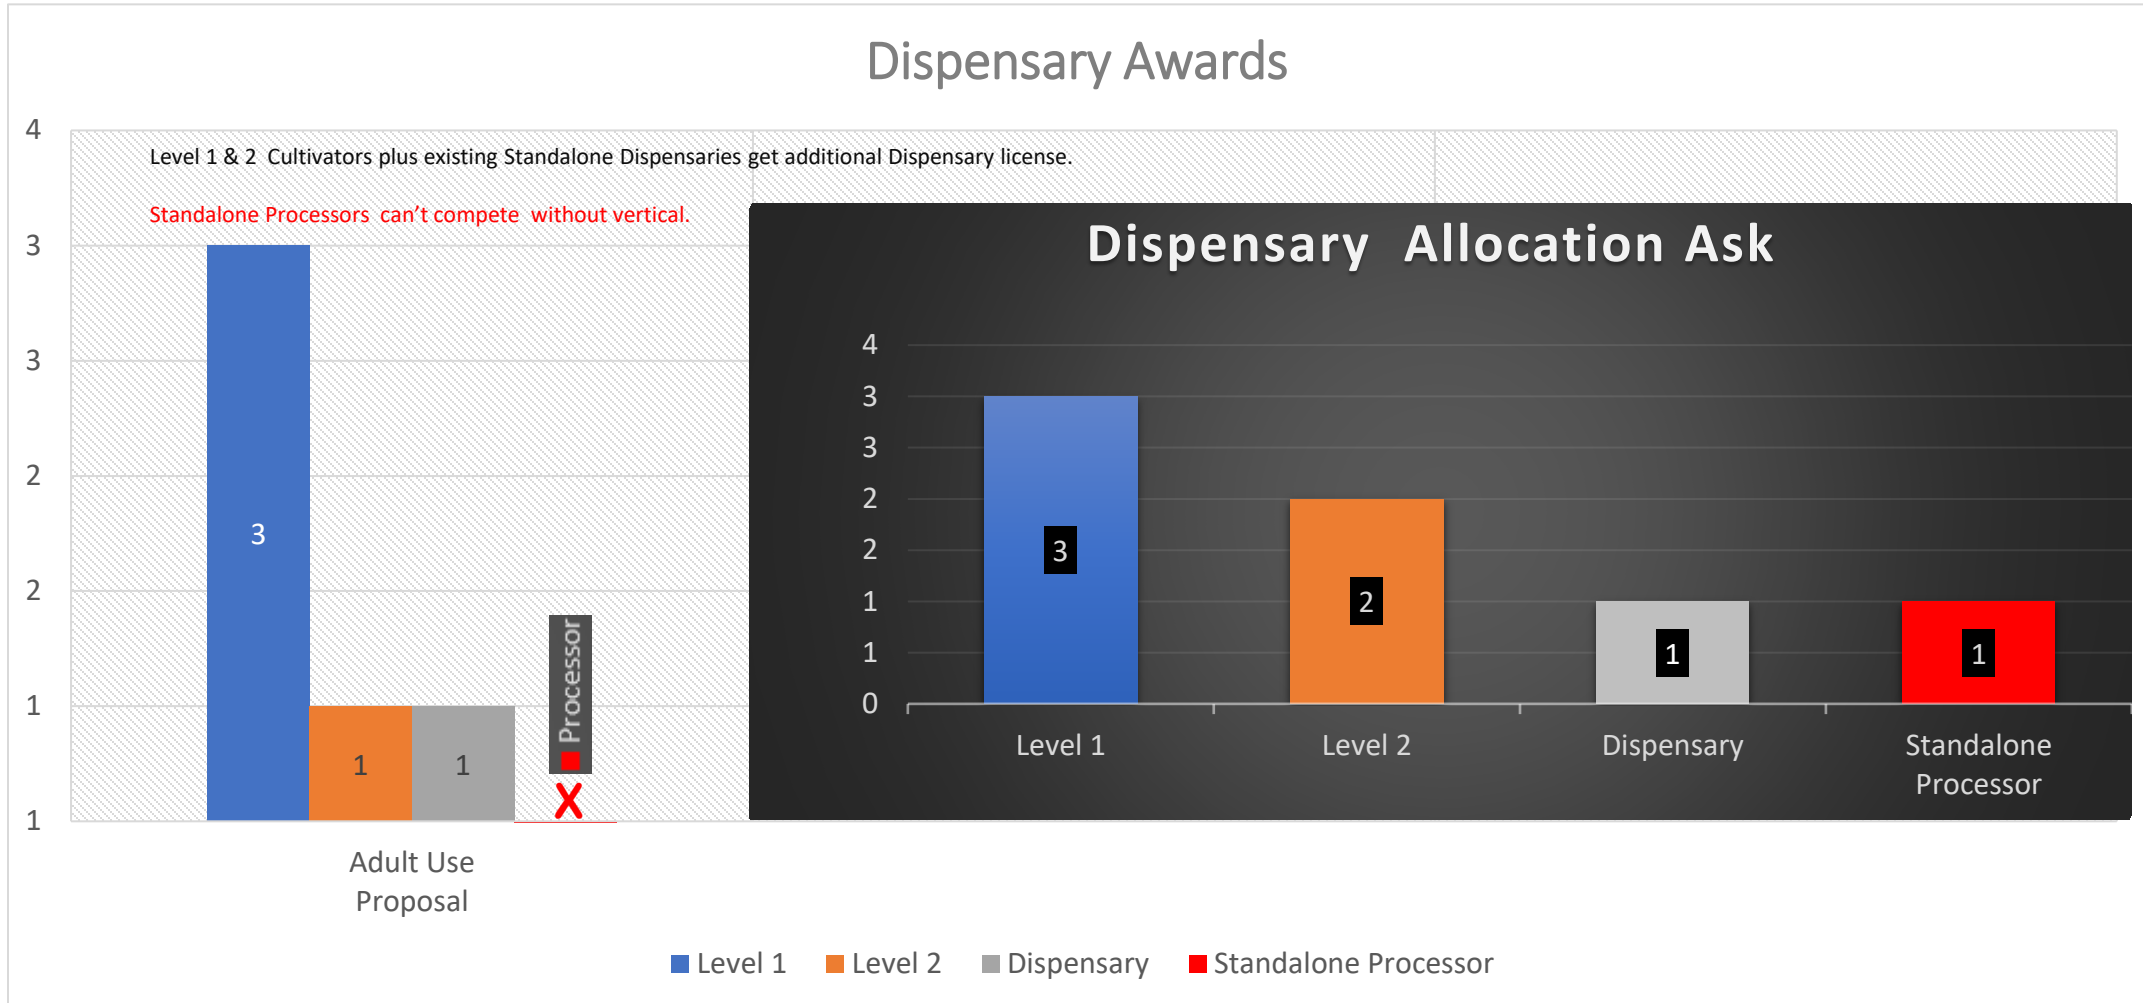 Dispensary Awards
4
3
3
2
2
1
1
Level 1 & 2 Cultivators plus existing Standalone Dispensaries get additional Dispensary license.
Standalone Processors can't compete without vertical.
3
1
1
Processor
X
Adult Use
Proposal
Dispensary Allocation Ask
4
3
3
2
2
1
1
0
3
2
1
1
Level 1
Level 2
Dispensary
Standalone
Processor
Level 1
Level 2
Dispensary
Standalone Processor